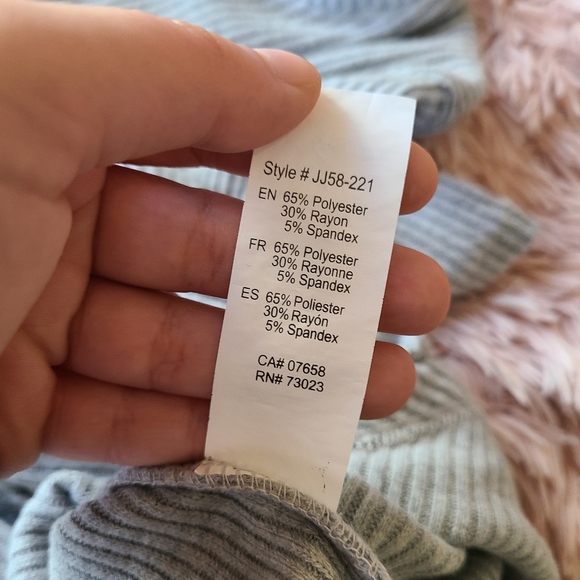 Style # JJ58-221
EN 65% Polyester
30% Rayon
5% Spandex
FR 65% Polyester
30% Rayonne
5% Spandex
ES 65% Poliester
30% Rayón
5% Spandex
CA# 07658
RN# 73023